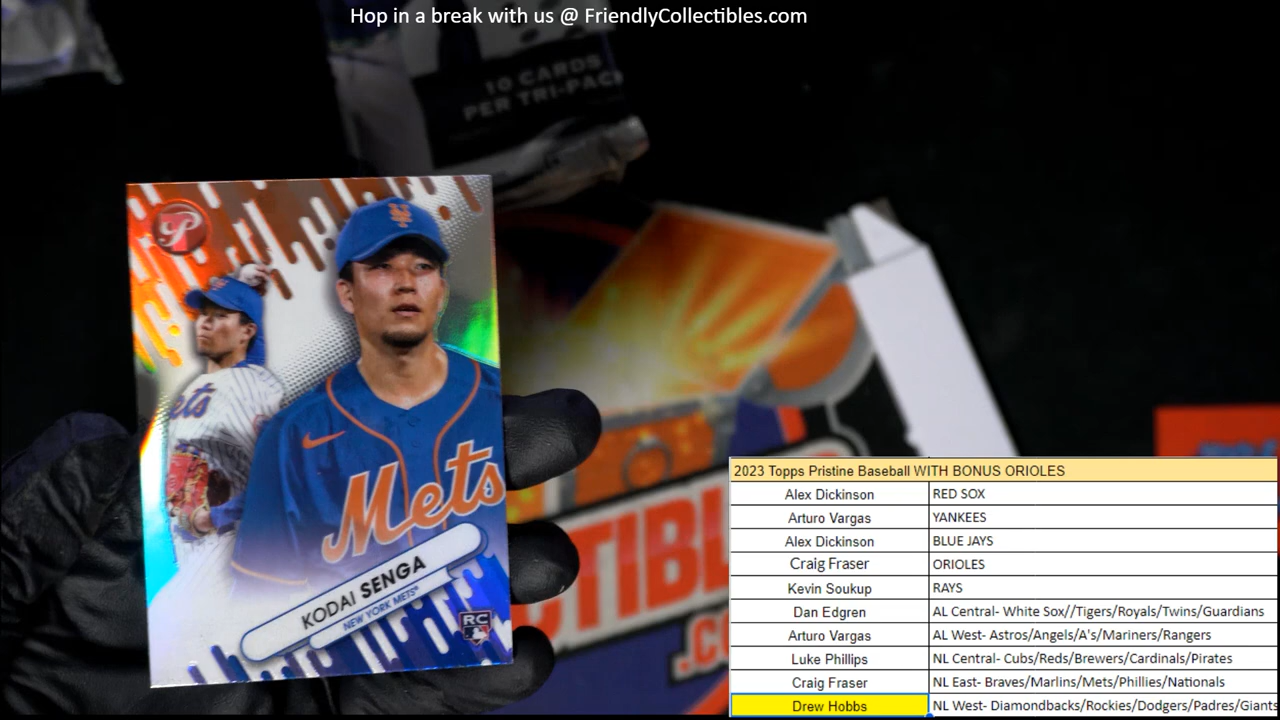 Hop in a break with us @ FriendlyCollectibles.com
10 CARDS
PER TRI-PACK
P
ets
Mets
KODAI SENGA
NEW YORK METS
RC
CTIBL
.CO
2023 Topps Pristine Baseball WITH BONUS ORIOLES
Alex Dickinson RED SOX
Arturo Vargas YANKEES
Alex Dickinson BLUE JAYS
Craig Fraser ORIOLES
Kevin Soukup RAYS
Dan Edgren AL Central- White Sox//Tigers/Royals/Twns/Guardians
Arturo Vargas AL West- Astros/Angels/A's/Mariners/Rangers
Luke Phillips NL Central- Cubs/Reds/Brewers/Cardinals/Pirates
Craig Fraser NL East- Braves/Marlins/Mets/Phillies/Nationals
Drew Hobbs NL West- Diamondbacks/Rockies/Dodgers/Padres/Giants